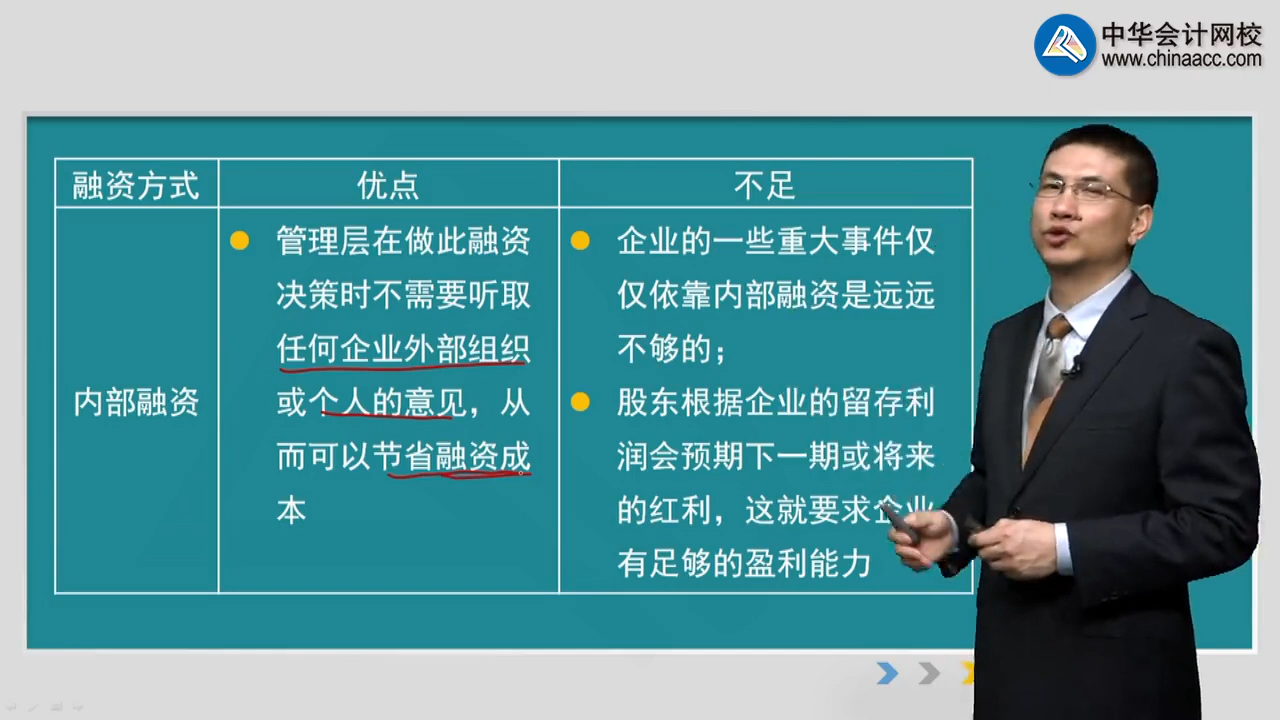 中华会计网校
www.chinaacc.com
融资方式
优点
不足
内部融资
管理层在做此融资
决策时不需要听取
任何企业外部组织
或个人的意见，从
而可以节省融资成
本
企业的一些重大事件仅
仅依靠内部融资是远远
不够的；
股东根据企业的留存利
润会预期下一期或将来
的红利，这就要求企业
有足够的盈利能力